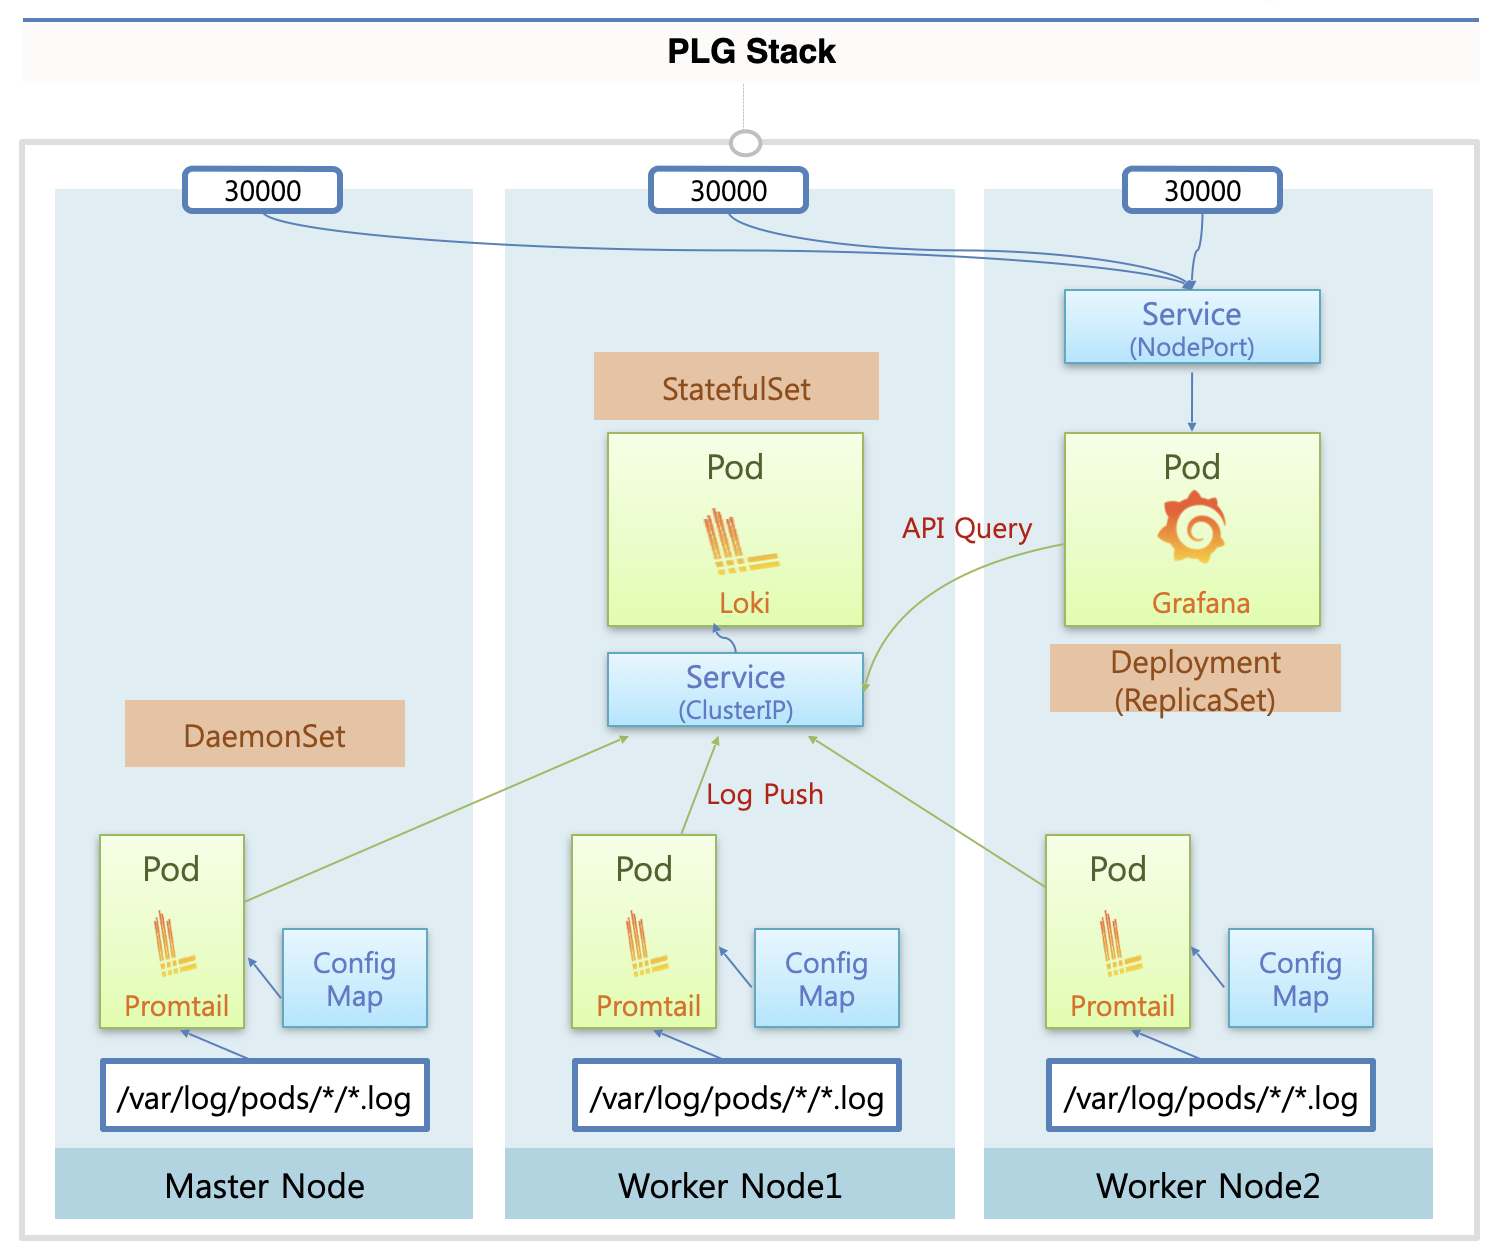 PLG Stack
30000
30000
30000
Service
(NodePort)
StatefulSet
Pod
Loki
Pod
Grafana
API Query
Service
(ClusterIP)
Deployment
(ReplicaSet)
DaemonSet
Log Push
Pod
Promtail
Config
Map
Pod
Promtail
Config
Map
Pod
Promtail
Config
Map
/var/log/pods/*/*.log
/var/log/pods/*/*.log
/var/log/pods/*/*.log
Master Node
Worker Node1
Worker Node2